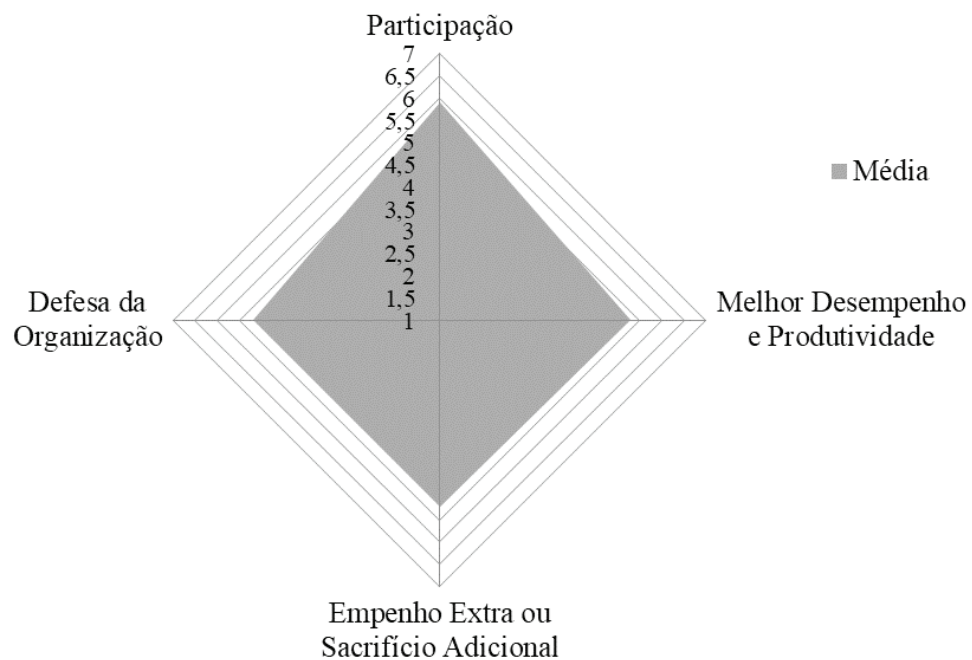 Participação
7
6,5
6
5,5
5
4,5
4
3,5
3
2,5
2
1,5
1
Média
Defesa da
Organização
Melhor Desempenho
e Produtividade
Empenho Extra ou
Sacrifício Adicional